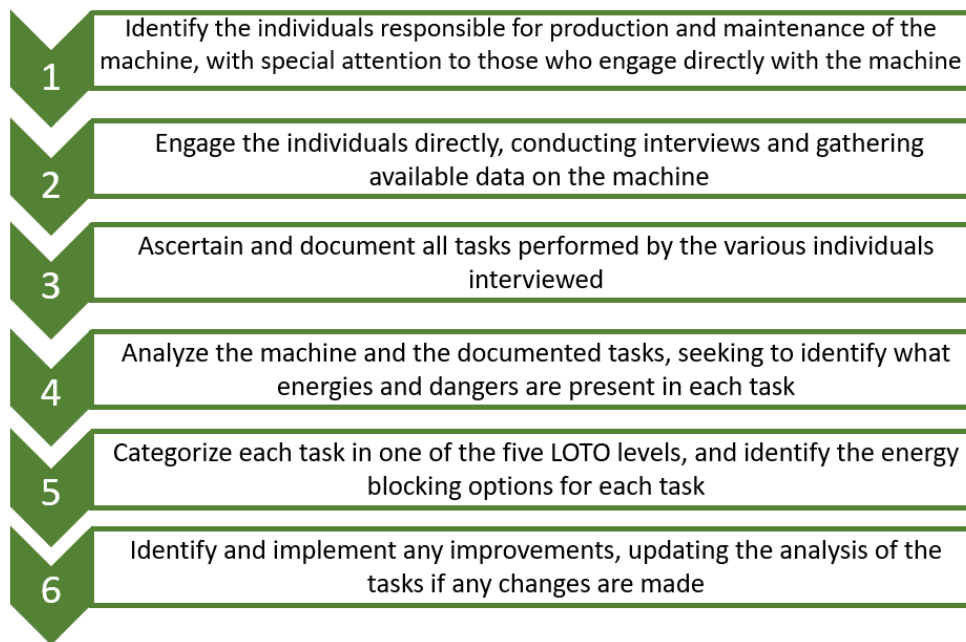 1
Identify the individuals responsible for production and maintenance of the
machine, with special attention to those who engage directly with the machine
2
Engage the individuals directly, conducting interviews and gathering
available data on the machine
3
Ascertain and document all tasks performed by the various individuals
interviewed
4
Analyze the machine and the documented tasks, seeking to identify what
energies and dangers are present in each task
5
Categorize each task in one of the five LOTO levels, and identify the energy
blocking options for each task
6
Identify and implement any improvements, updating the analysis of the
tasks if any changes are made